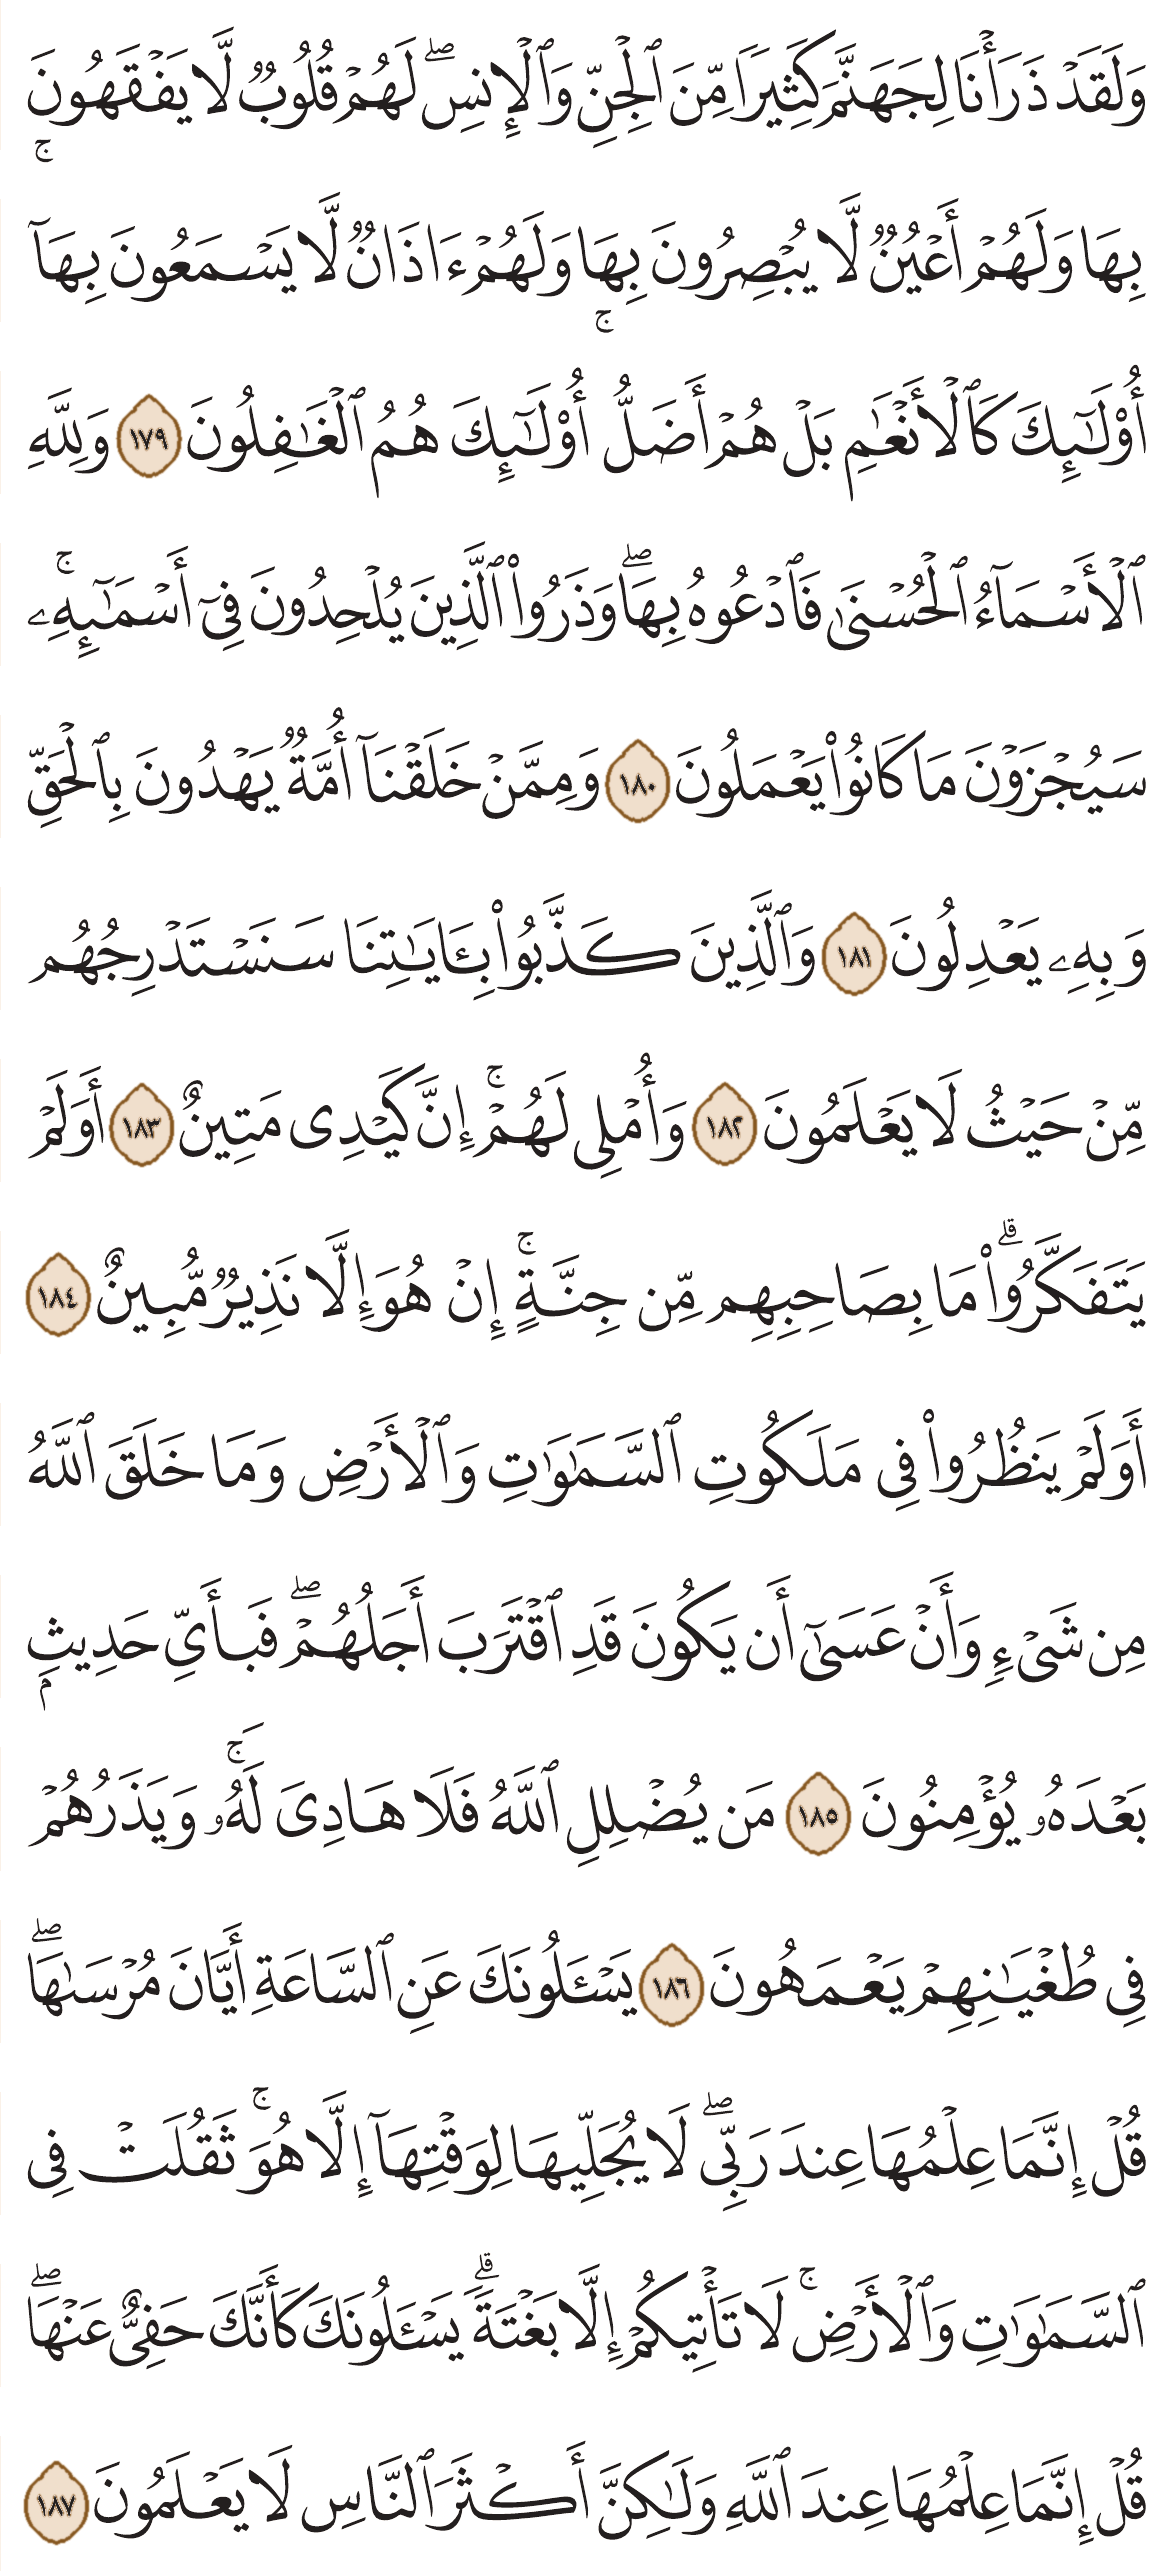 وَلَقَدْ ذَرَأْنَا لِجَهَنَّمَ كَثِيرًا مِّنَ ٱلْجِنِّ وَٱلْإِنسِ ۖ لَهُمْ قُلُوبٌ لَّا يَفْقَهُونَ
بِهَا وَلَهُمْ أَعْيُنٌ لَّا يُبْصِرُونَ بِهَا وَلَهُمْ ءَاذَانٌ لَّا يَسْمَعُونَ بِهَآ ۚ
أُو۟لَـٰٓئِكَ كَٱلْأَنْعَـٰمِ بَلْ هُمْ أَضَلُّ ۚ أُو۟لَـٰٓئِكَ هُمُ ٱلْغَـٰفِلُونَ ١٧٩ وَلِلَّهِ
ٱلْأَسْمَآءُ ٱلْحُسْنَىٰ فَٱدْعُوهُ بِهَا ۖ وَذَرُوا۟ ٱلَّذِينَ يُلْحِدُونَ فِىٓ أَسْمَـٰٓئِهِۦ ۚ
سَيُجْزَوْنَ مَا كَانُوا۟ يَعْمَلُونَ ١٨٠ وَمِمَّنْ خَلَقْنَآ أُمَّةٌ يَهْدُونَ بِٱلْحَقِّ
وَبِهِۦ يَعْدِلُونَ ١٨١ وَٱلَّذِينَ كَذَّبُوا۟ بِـَٔايَـٰتِنَا سَنَسْتَدْرِجُهُم
مِّنْ حَيْثُ لَا يَعْلَمُونَ ١٨٢ وَأُمْلِى لَهُمْ ۚ إِنَّ كَيْدِى مَتِينٌ ١٨٣ أَوَلَمْ
يَتَفَكَّرُوا۟ ۗ مَا بِصَاحِبِهِم مِّن جِنَّةٍ ۚ إِنْ هُوَ إِلَّا نَذِيرٌ مُّبِينٌ ١٨٤
أَوَلَمْ يَنظُرُوا۟ فِى مَلَكُوتِ ٱلسَّمَـٰوَٰتِ وَٱلْأَرْضِ وَمَا خَلَقَ ٱللَّهُ
مِن شَىْءٍ وَأَنْ عَسَىٰٓ أَن يَكُونَ قَدِ ٱقْتَرَبَ أَجَلُهُمْ ۖ فَبِأَىِّ حَدِيثٍۭ
بَعْدَهُۥ يُؤْمِنُونَ ١٨٥ مَن يُضْلِلِ ٱللَّهُ فَلَا هَادِىَ لَهُۥ ۚ وَيَذَرُهُمْ
فِى طُغْيَـٰنِهِمْ يَعْمَهُونَ ١٨٦ يَسْـَٔلُونَكَ عَنِ ٱلسَّاعَةِ أَيَّانَ مُرْسَىٰهَا ۖ
قُلْ إِنَّمَا عِلْمُهَا عِندَ رَبِّى ۖ لَا يُجَلِّيهَا لِوَقْتِهَآ إِلَّا هُوَ ۚ ثَقُلَتْ فِى
ٱلسَّمَـٰوَٰتِ وَٱلْأَرْضِ ۚ لَا تَأْتِيكُمْ إِلَّا بَغْتَةً ۗ يَسْـَٔلُونَكَ كَأَنَّكَ حَفِىٌّ عَنْهَا ۖ
قُلْ إِنَّمَا عِلْمُهَا عِندَ ٱللَّهِ وَلَـٰكِنَّ أَكْثَرَ ٱلنَّاسِ لَا يَعْلَمُونَ ١٨٧